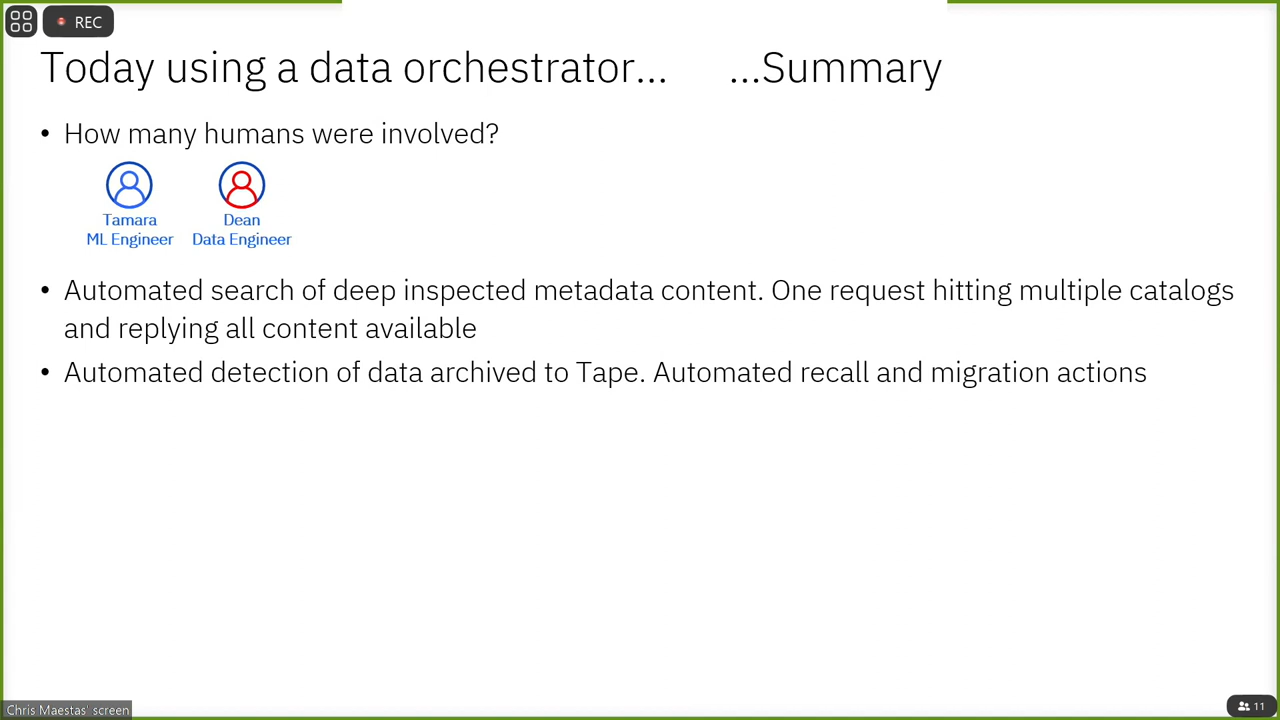 REC
Today using a data orchestrator... ...Summary
• How many humans were involved?
Tamara
ML Engineer
Dean
Data Engineer
• Automated search of deep inspected metadata content. One request hitting multiple catalogs
and replying all content available
• Automated detection of data archived to Tape. Automated recall and migration actions
Chris Maestas' screen
11